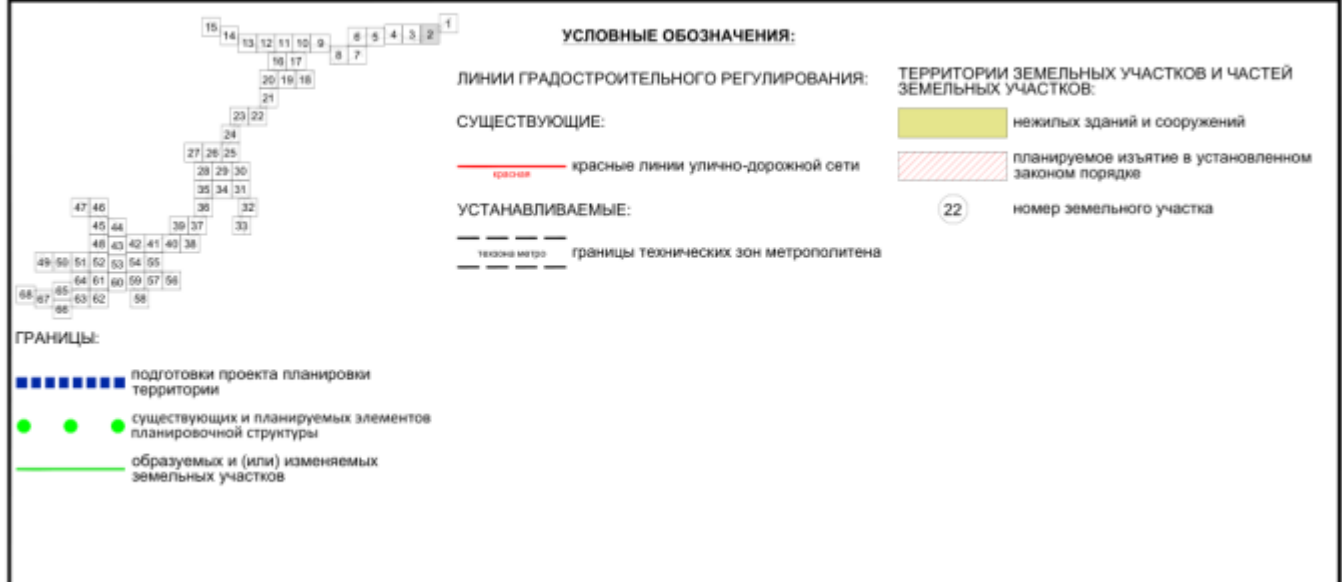 1
15
14
13 12 11 10 9
8 7
6 5 4 3 2
16 17
20 19 18
21
23 22
24
27 26 25
28 29 30
35 34 31
36
32
33
47 46
45 44
39 37
48 43 42 41 40 38
49 50 51 52 53 54 55
64 61 60 59 57 56
68 67 65 63 62
58
66
УСЛОВНЫЕ ОБОЗНАЧЕНИЯ:
ЛИНИИ ГРАДОСТРОИТЕЛЬНОГО РЕГУЛИРОВАНИЯ:
СУЩЕСТВУЮЩИЕ:
красная
красные линии улично-дорожной сети
УСТАНАВЛИВАЕМЫЕ:
техзона метро
границы технических зон метрополитена
ТЕРРИТОРИИ ЗЕМЕЛЬНЫХ УЧАСТКОВ И ЧАСТЕЙ
ЗЕМЕЛЬНЫХ УЧАСТКОВ:
нежилых зданий и сооружений
планируемое изъятие в установленном
законом порядке
22
номер земельного участка
ГРАНИЦЫ:
подготовки проекта планировки
территории
существующих и планируемых элементов
планировочной структуры
образуемых и (или) изменяемых
земельных участков